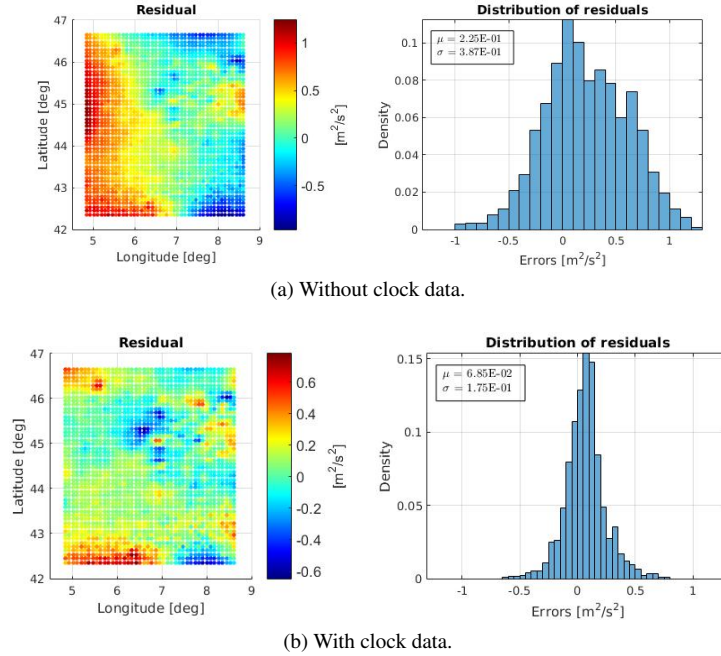 Residual
47
46
45
44
43
42
Latitude [deg]
5 6 7 8 9
Longitude [deg]
1
0.5
0
-0.5
[m²/s²]
Distribution of residuals
μ = 2.25E-01
σ = 3.87E-01
0.1
0.08
0.06
0.04
0.02
0
Density
-1 -0.5 0 0.5 1
Errors [m²/s²]
(a) Without clock data.
Residual
47
46
45
44
43
42
Latitude [deg]
5 6 7 8 9
Longitude [deg]
0.6
0.4
0.2
0
-0.2
-0.4
-0.6
[m²/s²]
Distribution of residuals
μ = 6.85E-02
σ = 1.75E-01
0.15
0.1
0.05
0
Density
-1 -0.5 0 0.5 1
Errors [m²/s²]
(b) With clock data.